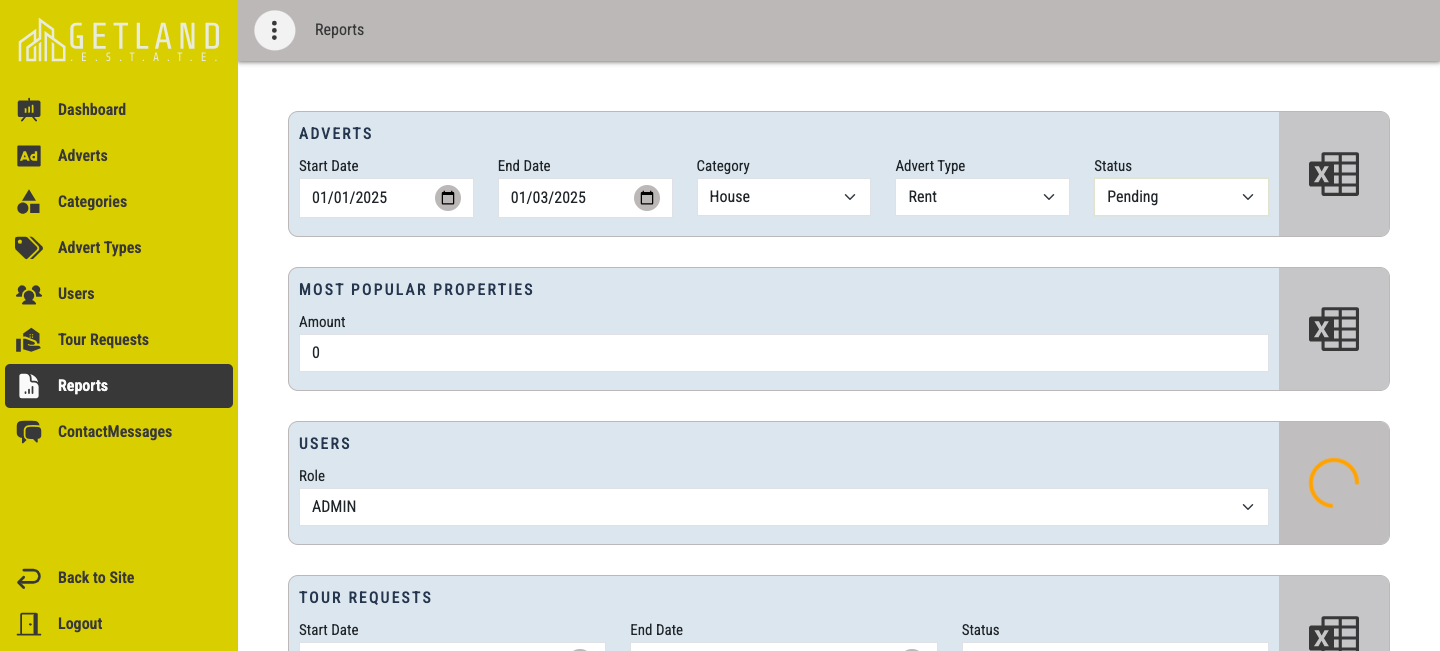 GETLAND
.E.S.T.A.T.E.
Reports
Dashboard
Ad Adverts
Categories
Advert Types
Users
Tour Requests
Reports
ContactMessages
Back to Site
Logout
ADVERTS
Start Date End Date Category Advert Type Status
01/01/2025 01/03/2025 House Rent Pending
X
MOST POPULAR PROPERTIES
Amount
0
X
USERS
Role
ADMIN
TOUR REQUESTS
Start Date End Date Status
X